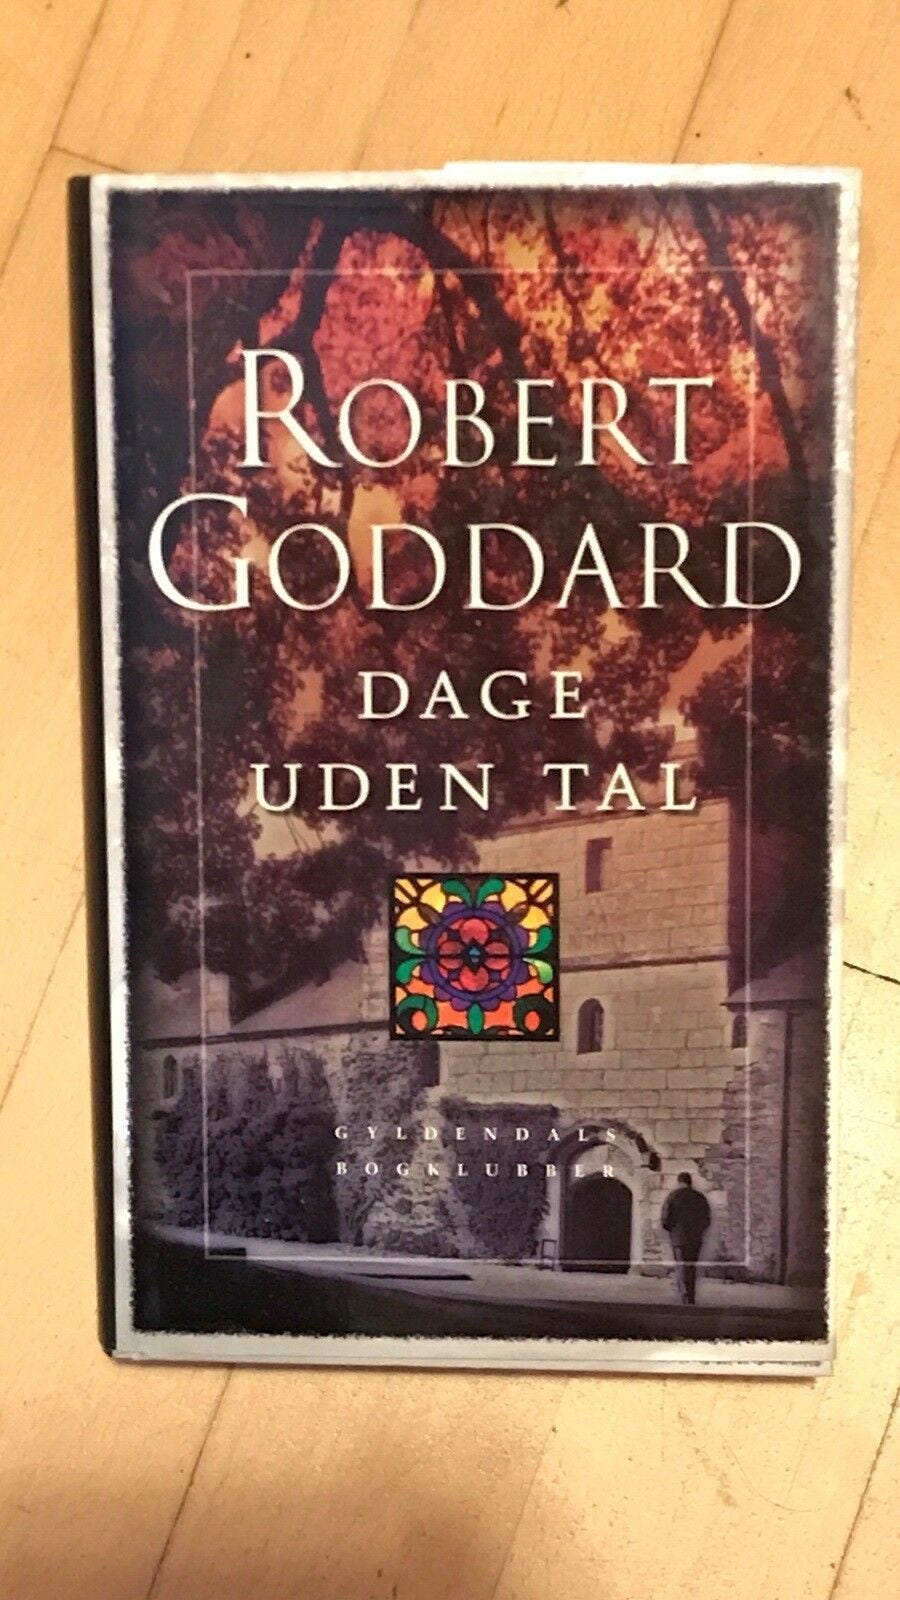 ROBERT
GODDARD
DAGE
UDEN TAL
GYLDENDALS
BOGKLUBBER